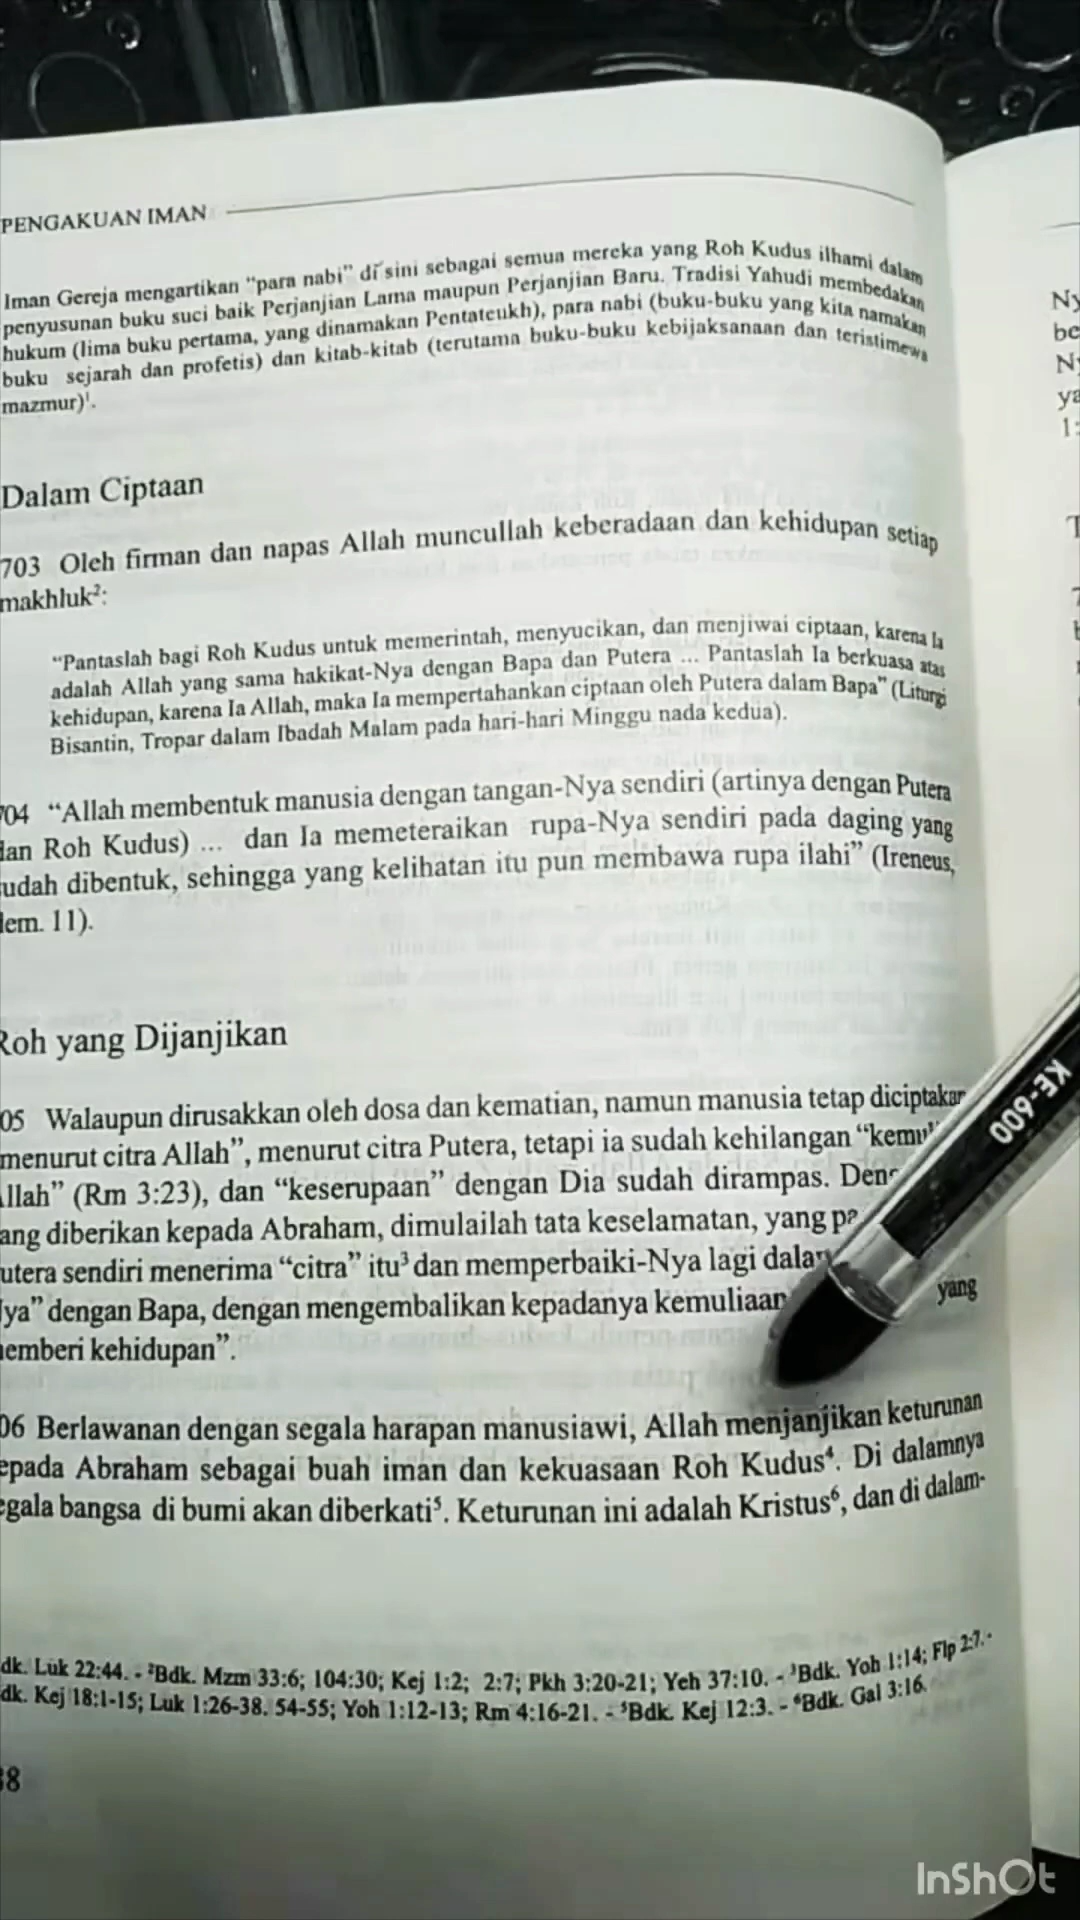 PENGAKUAN IMAN
Iman Gereja mengartikan “para nabi” di sini sebagai semua mereka yang Roh Kudus ilhami dalam
penyusunan buku suci baik Perjanjian Lama maupun Perjanjian Baru. Tradisi Yahudi membedakan
hukum (lima buku pertama, yang dinamakan Pentateukh), para nabi (buku-buku yang kita namakan
buku sejarah dan profetis) dan kitab-kitab (terutama buku-buku kebijaksanaan dan teristimewa
mazmur)¹.
Dalam Ciptaan
703 Oleh firman dan napas Allah muncullah keberadaan dan kehidupan setiap
makhluk²:
“Pantaslah bagi Roh Kudus untuk memerintah, menyucikan, dan menjiwai ciptaan, karena Ia
adalah Allah yang sama hakikat-Nya dengan Bapa dan Putera ... Pantaslah Ia berkuasa atas
kehidupan, karena Ia Allah, maka Ia mempertahankan ciptaan oleh Putera dalam Bapa” (Liturgi
Bisantin, Tropar dalam Ibadah Malam pada hari-hari Minggu nada kedua).
704 “Allah membentuk manusia dengan tangan-Nya sendiri (artinya dengan Putera
dan Roh Kudus) ... dan Ia memeteraikan rupa-Nya sendiri pada daging yang
sudah dibentuk, sehingga yang kelihatan itu pun membawa rupa ilahi” (Ireneus,
dem. 11).
Roh yang Dijanjikan
05 Walaupun dirusakkan oleh dosa dan kematian, namun manusia tetap diciptakan
menurut citra Allah”, menurut citra Putera, tetapi ia sudah kehilangan “kemu
llah” (Rm 3:23), dan “keserupaan” dengan Dia sudah dirampas. Den
ang diberikan kepada Abraham, dimulailah tata keselamatan, yang pa
utera sendiri menerima “citra” itu³ dan memperbaiki-Nya lagi dalam
ya” dengan Bapa, dengan mengembalikan kepadanya kemuliaan yang
emberi kehidupan”.
06 Berlawanan dengan segala harapan manusiawi, Allah menjanjikan keturunan
epada Abraham sebagai buah iman dan kekuasaan Roh Kudus⁴. Di dalamnya
egala bangsa di bumi akan diberkati⁵. Keturunan ini adalah Kristus⁶, dan di dalam-
dk. Luk 22:44. - ²Bdk. Mzm 33:6; 104:30; Kej 1:2; 2:7; Pkh 3:20-21; Yeh 37:10. - ³Bdk. Yoh 1:14; Flp 2:7. -
dk. Kej 18:1-15; Luk 1:26-38. 54-55; Yoh 1:12-13; Rm 4:16-21. - ⁵Bdk. Kej 12:3. - ⁶Bdk. Gal 3:16.
38
KE-600
InShOt